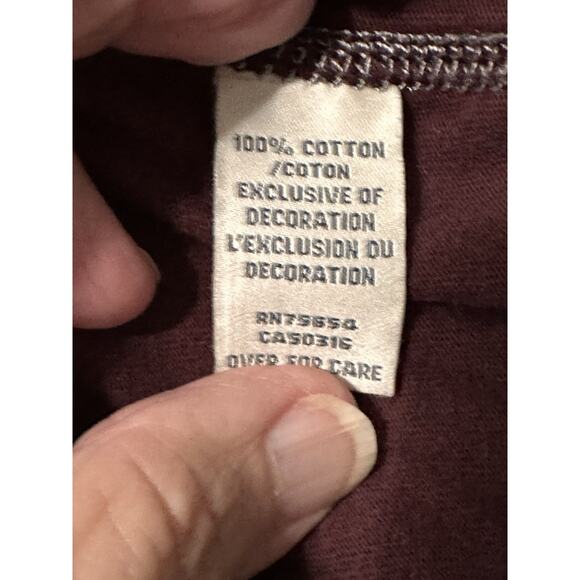 100% COTTON
/COTON
EXCLUSIVE OF
DECORATION
L'EXCLUSION DU
DECORATION
RN75654
CA50316
OVER FOR CARE